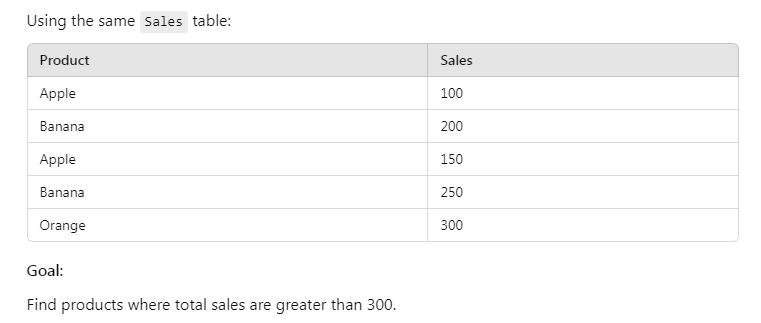 Using the same Sales table:
Product Sales
Apple 100
Banana 200
Apple 150
Banana 250
Orange 300
Goal:
Find products where total sales are greater than 300.